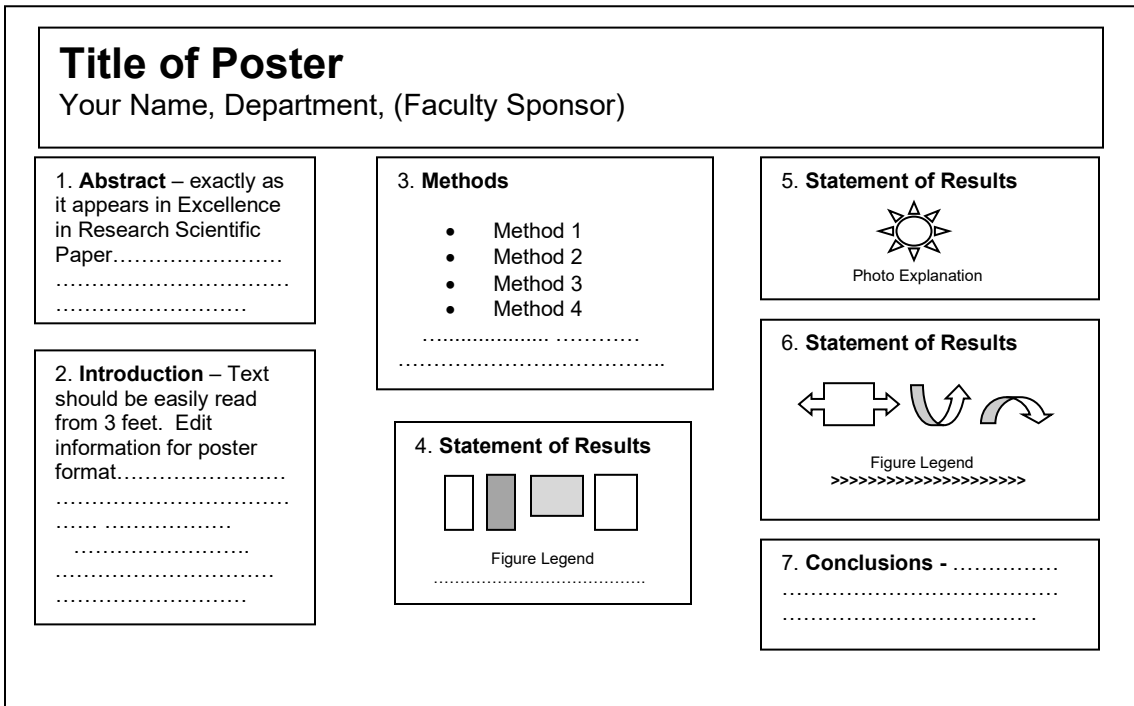 Title of Poster
Your Name, Department, (Faculty Sponsor)
1. Abstract – exactly as
it appears in Excellence
in Research Scientific
Paper……………………
……………………………
………………………
2. Introduction – Text
should be easily read
from 3 feet.  Edit
information for poster
format……………………
……………………………
…… ………………
…………………….
…………………………
………………………
3. Methods
• Method 1
• Method 2
• Method 3
• Method 4
…................... …………
………………………………..
4. Statement of Results
Figure Legend
………………………………….
5. Statement of Results
Photo Explanation
6. Statement of Results
Figure Legend
>>>>>>>>>>>>>>>>>>>>>
7. Conclusions - ……………
…………………………………
………………………………